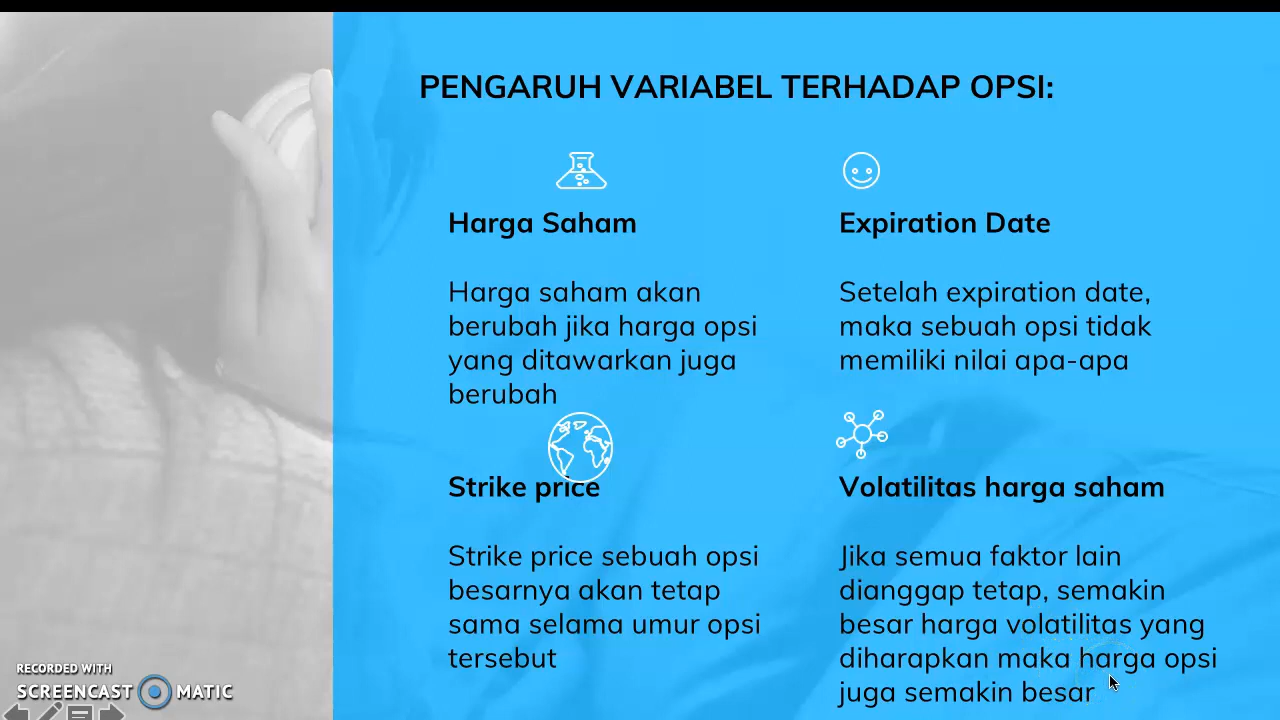 PENGARUH VARIABEL TERHADAP OPSI:
Harga Saham
Harga saham akan
berubah jika harga opsi
yang ditawarkan juga
berubah
Expiration Date
Setelah expiration date,
maka sebuah opsi tidak
memiliki nilai apa-apa
Strike price
Strike price sebuah opsi
besarnya akan tetap
sama selama umur opsi
tersebut
Volatilitas harga saham
Jika semua faktor lain
dianggap tetap, semakin
besar harga volatilitas yang
diharapkan maka harga opsi
juga semakin besar
RECORDED WITH
SCREENCAST MATIC